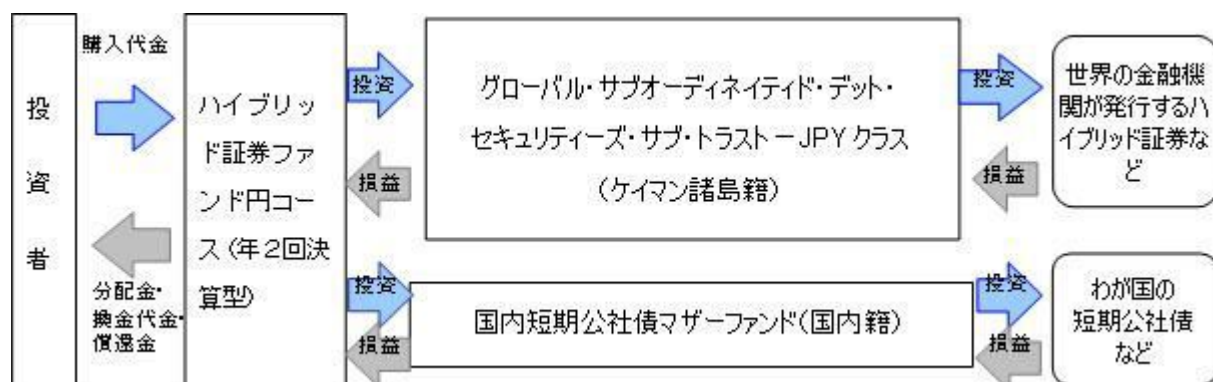 投
資
者
購入代金
分配金・
換金代金・
償還金
ハイブリッ
ド証券ファ
ンド円コー
ス(年2回決
算型)
投資
損益
グローバル・サブオーディネイティド・デット・
セキュリティーズ・サブ・トラスト－JPYクラス
(ケイマン諸島籍)
投資
損益
世界の金融機
関が発行するハ
イブリッド証券な
ど
投資
損益
国内短期公社債マザーファンド(国内籍)
投資
損益
わが国の
短期公社債
など